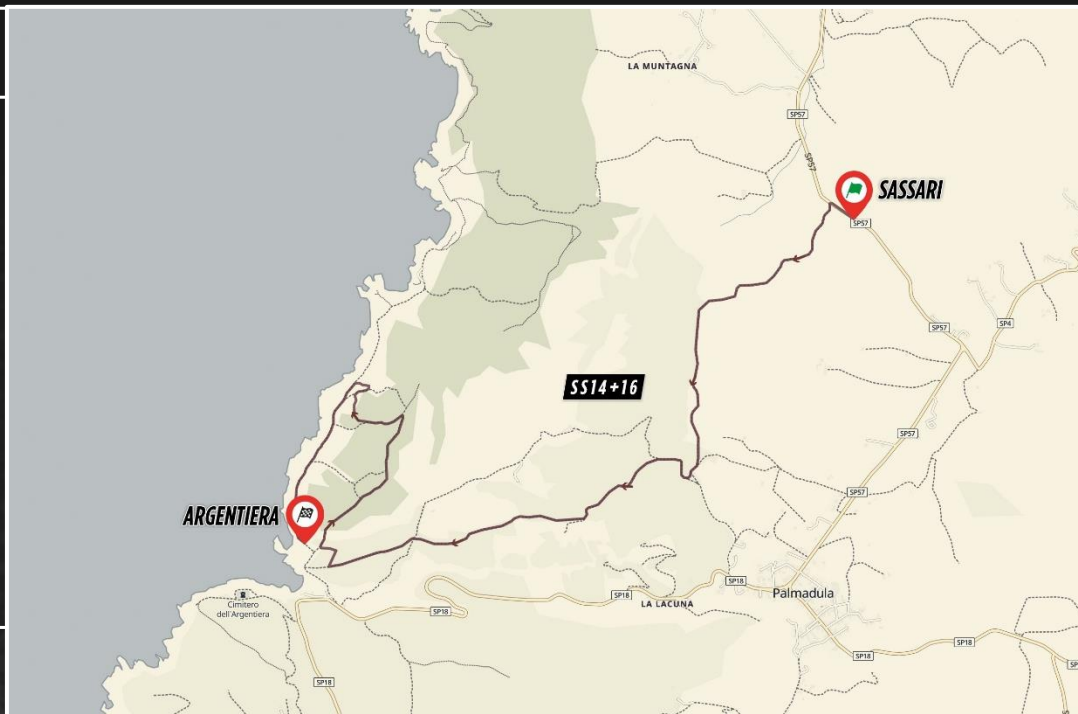 LA MUNTAGNA
SP57
SP57
SASSARI
SP57
SP57
SP4
SS14+16
SP57
ARGENTIERA
SP57
SP18
Palmadula
SP18
LA LACUNA
Cimitero
dell'Argentiera
SP18
SP18
SP18
SP18